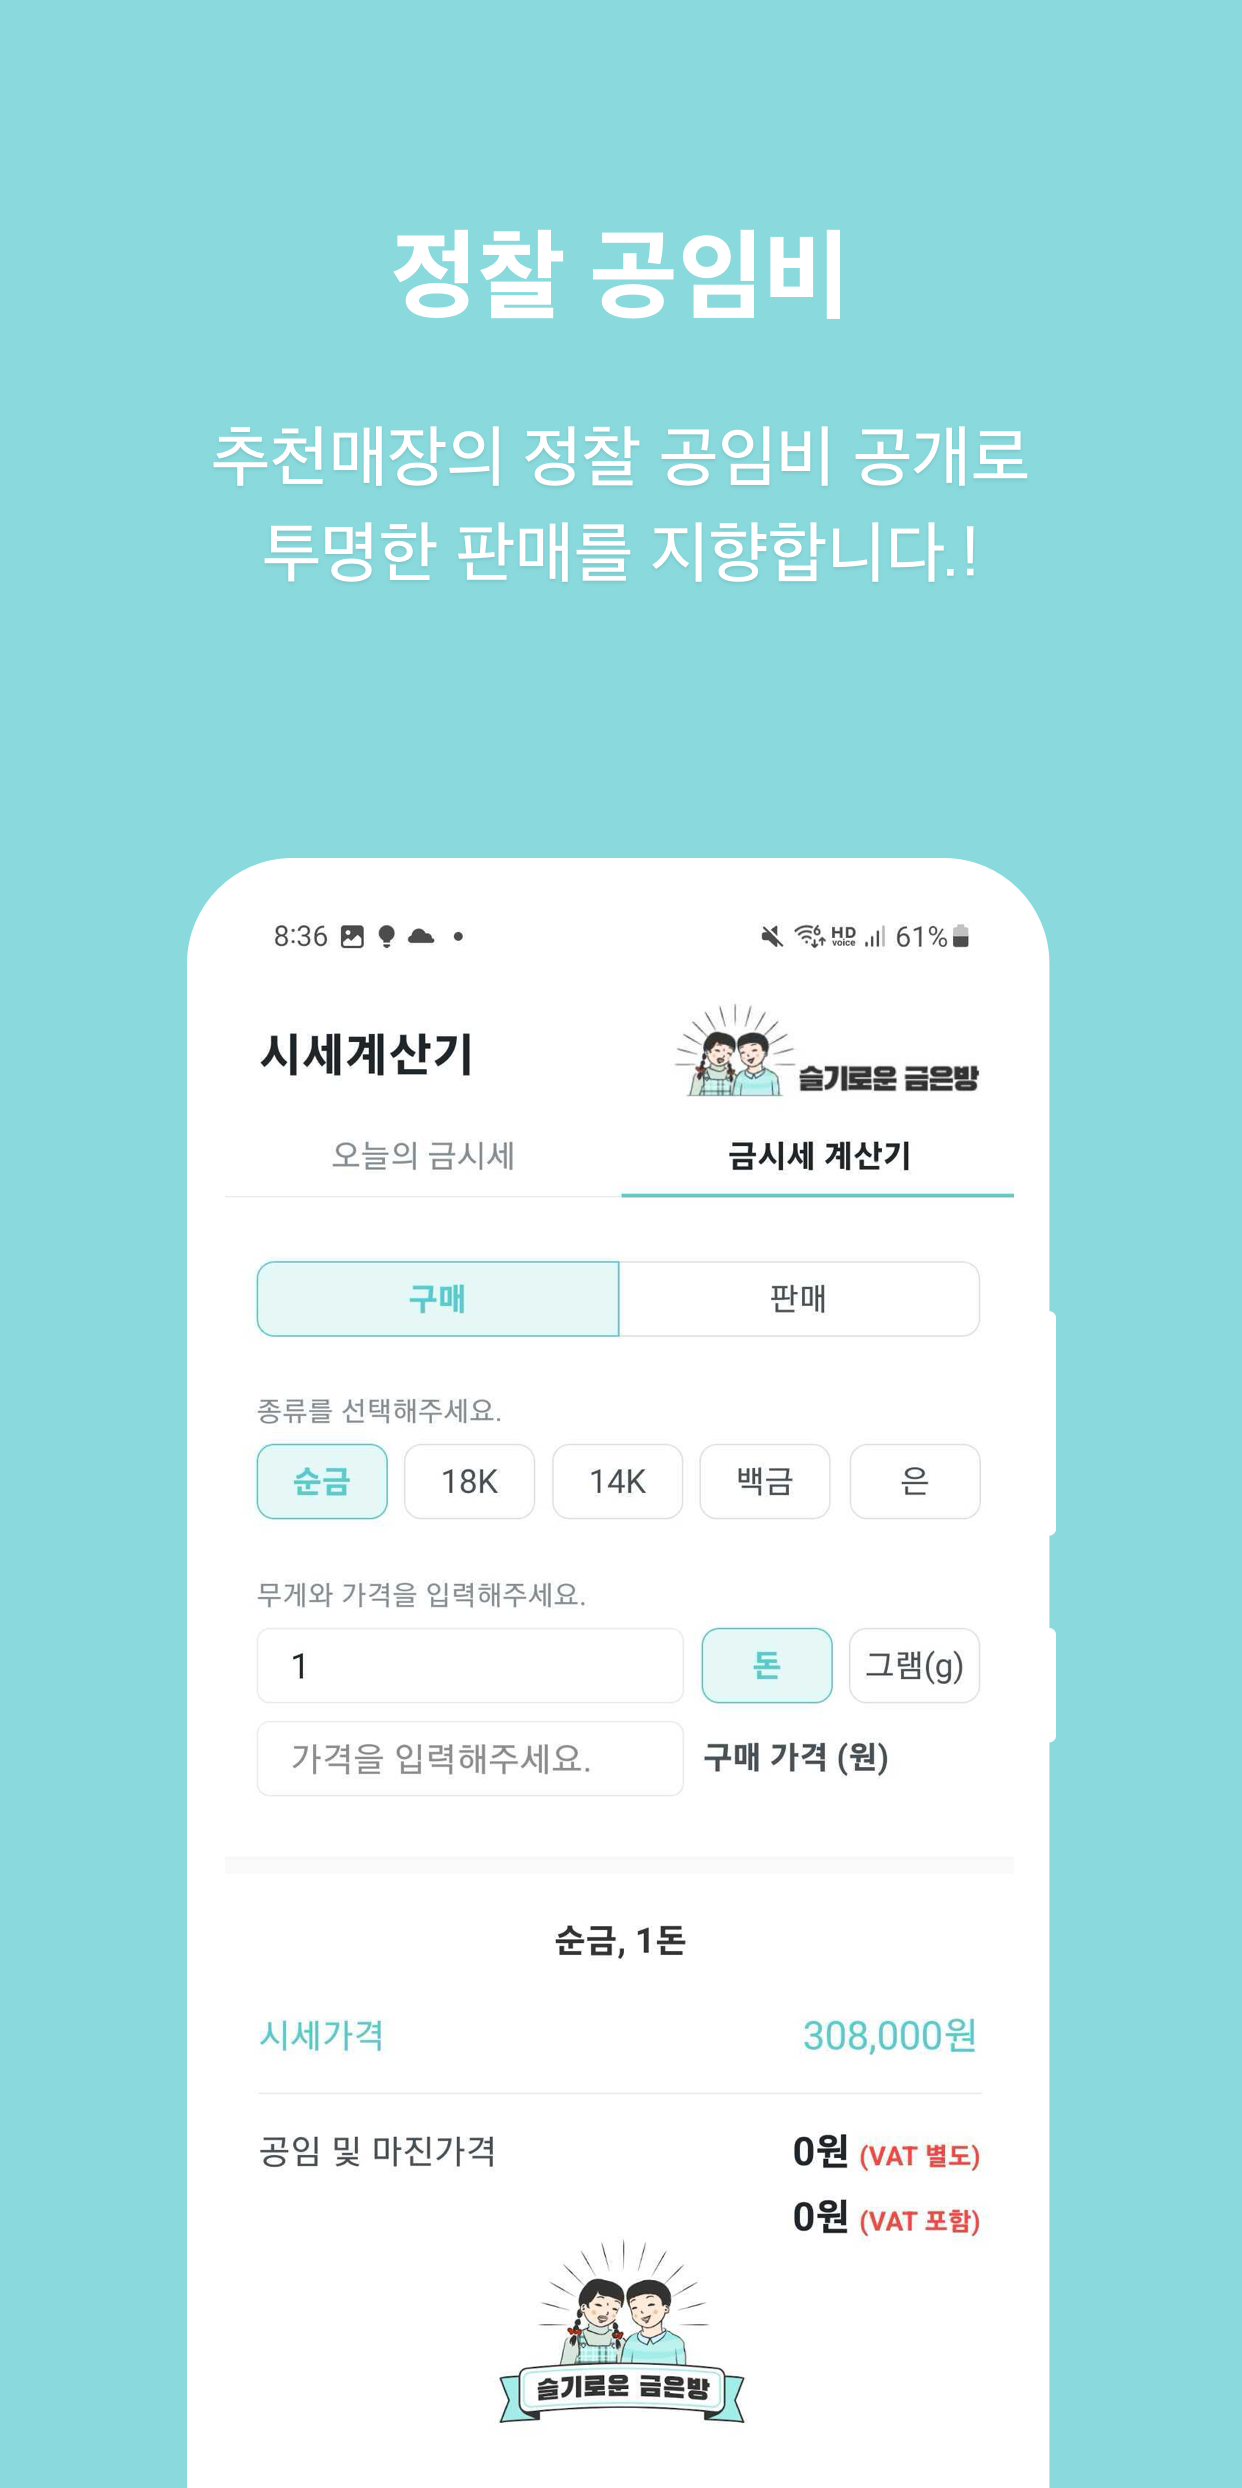 정찰 공임비
추천매장의 정찰 공임비 공개로
투명한 판매를 지향합니다.!
8:36 HD voice 61%
시세계산기 슬기로운 금은방
오늘의 금시세 금시세 계산기
구매 판매
종류를 선택해주세요.
순금 18K 14K 백금 은
무게와 가격을 입력해주세요.
1 돈 그램(g)
가격을 입력해주세요. 구매 가격 (원)
순금, 1돈
시세가격 308,000원
공임 및 마진가격 0원 (VAT 별도)
0원 (VAT 포함)
슬기로운 금은방